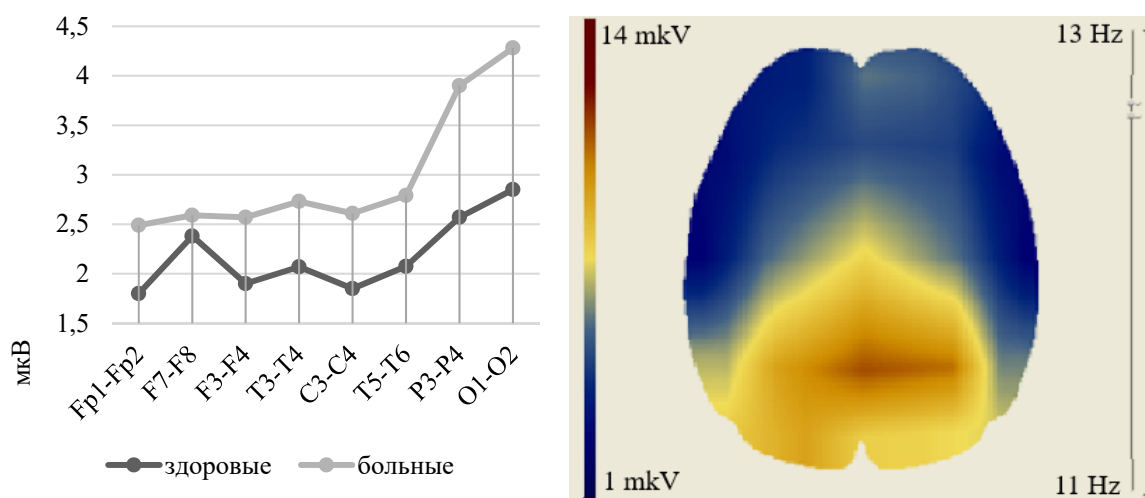 4,5
4
3,5
3
2,5
2
1,5
мкВ
Fp1-Fp2
F7-F8
F3-F4
T3-T4
C3-C4
T5-T6
P3-P4
O1-O2
здоровые
больные
14 mkV
13 Hz
1 mkV
11 Hz